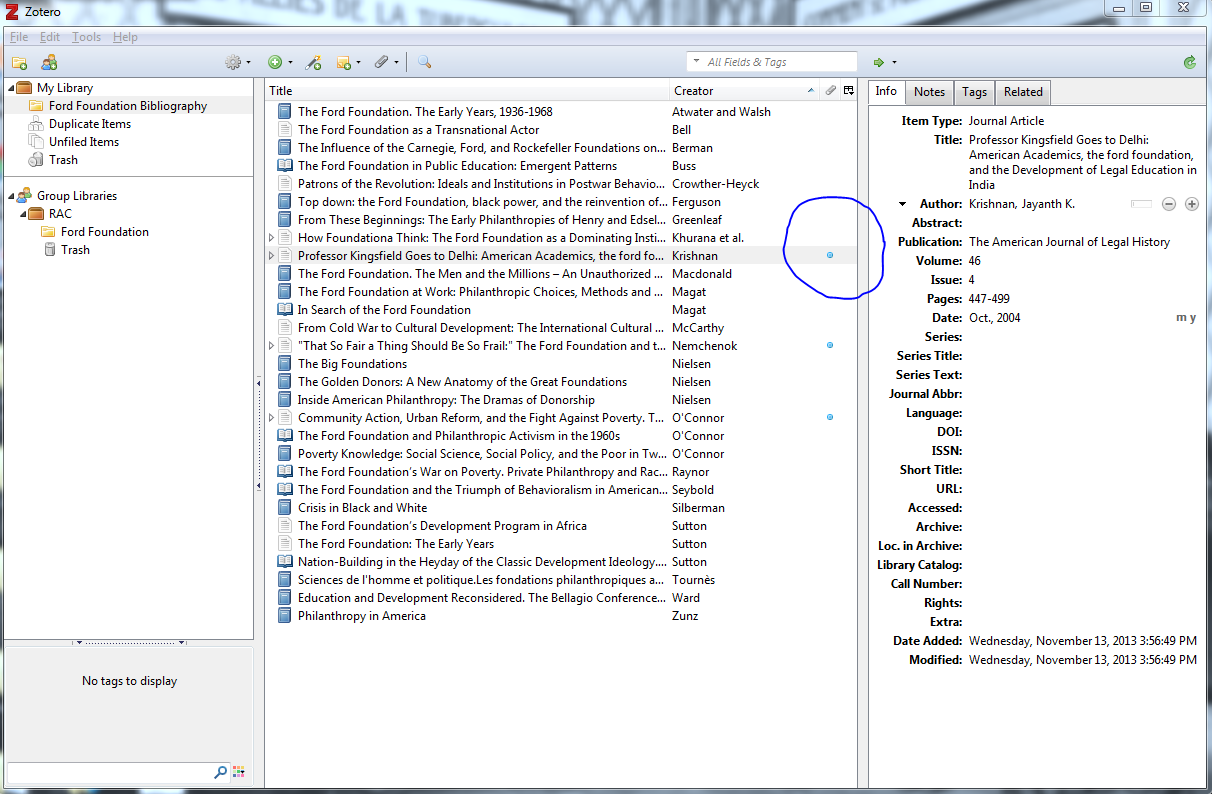 Zotero
File Edit Tools Help
All Fields & Tags
My Library
Ford Foundation Bibliography
Duplicate Items
Unfiled Items
Trash
Group Libraries
RAC
Ford Foundation
Trash
No tags to display
Title Creator
The Ford Foundation. The Early Years, 1936-1968 Atwater and Walsh
The Ford Foundation as a Transnational Actor Bell
The Influence of the Carnegie, Ford, and Rockefeller Foundations on... Berman
The Ford Foundation in Public Education: Emergent Patterns Buss
Patrons of the Revolution: Ideals and Institutions in Postwar Behavio... Crowther-Heyck
Top down: the Ford Foundation, black power, and the reinvention of... Ferguson
From These Beginnings: The Early Philanthropies of Henry and Edsel... Greenleaf
How Foundationa Think: The Ford Foundation as a Dominating Insti... Khurana et al.
Professor Kingsfield Goes to Delhi: American Academics, the ford fo... Krishnan
The Ford Foundation. The Men and the Millions – An Unauthorized ... Macdonald
The Ford Foundation at Work: Philanthropic Choices, Methods and ... Magat
In Search of the Ford Foundation Magat
From Cold War to Cultural Development: The International Cultural ... McCarthy
"That So Fair a Thing Should Be So Frail:" The Ford Foundation and t... Nemchenok
The Big Foundations Nielsen
The Golden Donors: A New Anatomy of the Great Foundations Nielsen
Inside American Philanthropy: The Dramas of Donorship Nielsen
Community Action, Urban Reform, and the Fight Against Poverty. T... O'Connor
The Ford Foundation and Philanthropic Activism in the 1960s O'Connor
Poverty Knowledge: Social Science, Social Policy, and the Poor in Tw... O'Connor
The Ford Foundation's War on Poverty. Private Philanthropy and Rac... Raynor
The Ford Foundation and the Triumph of Behavioralism in American... Seybold
Crisis in Black and White Silberman
The Ford Foundation's Development Program in Africa Sutton
The Ford Foundation: The Early Years Sutton
Nation-Building in the Heyday of the Classic Development Ideology.... Sutton
Sciences de l'homme et politique.Les fondations philanthropiques a... Tournès
Education and Development Reconsidered. The Bellagio Conference... Ward
Philanthropy in America Zunz
Info Notes Tags Related
Item Type: Journal Article
Title: Professor Kingsfield Goes to Delhi:
American Academics, the ford foundation,
and the Development of Legal Education in
India
Author: Krishnan, Jayanth K.
Abstract:
Publication: The American Journal of Legal History
Volume: 46
Issue: 4
Pages: 447-499
Date: Oct., 2004 m y
Series:
Series Title:
Series Text:
Journal Abbr:
Language:
DOI:
ISSN:
Short Title:
URL:
Accessed:
Archive:
Loc. in Archive:
Library Catalog:
Call Number:
Rights:
Extra:
Date Added: Wednesday, November 13, 2013 3:56:49 PM
Modified: Wednesday, November 13, 2013 3:56:49 PM